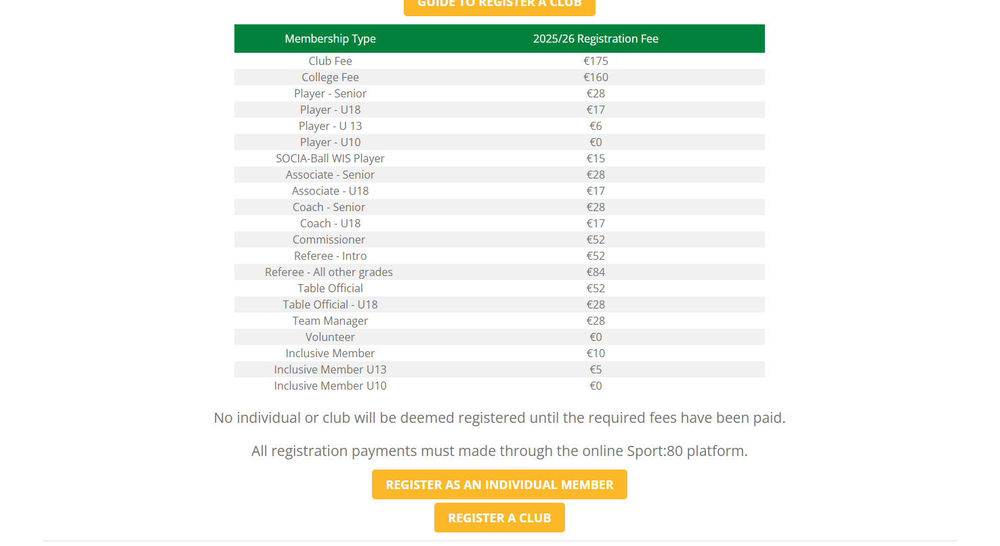 GUIDE TO REGISTER A CLUB
Membership Type 2025/26 Registration Fee
Club Fee €175
College Fee €160
Player - Senior €28
Player - U18 €17
Player - U 13 €6
Player - U10 €0
SOCIA-Ball WIS Player €15
Associate - Senior €28
Associate - U18 €17
Coach - Senior €28
Coach - U18 €17
Commissioner €52
Referee - Intro €52
Referee - All other grades €84
Table Official €52
Table Official - U18 €28
Team Manager €28
Volunteer €0
Inclusive Member €10
Inclusive Member U13 €5
Inclusive Member U10 €0
No individual or club will be deemed registered until the required fees have been paid.
All registration payments must made through the online Sport:80 platform.
REGISTER AS AN INDIVIDUAL MEMBER
REGISTER A CLUB